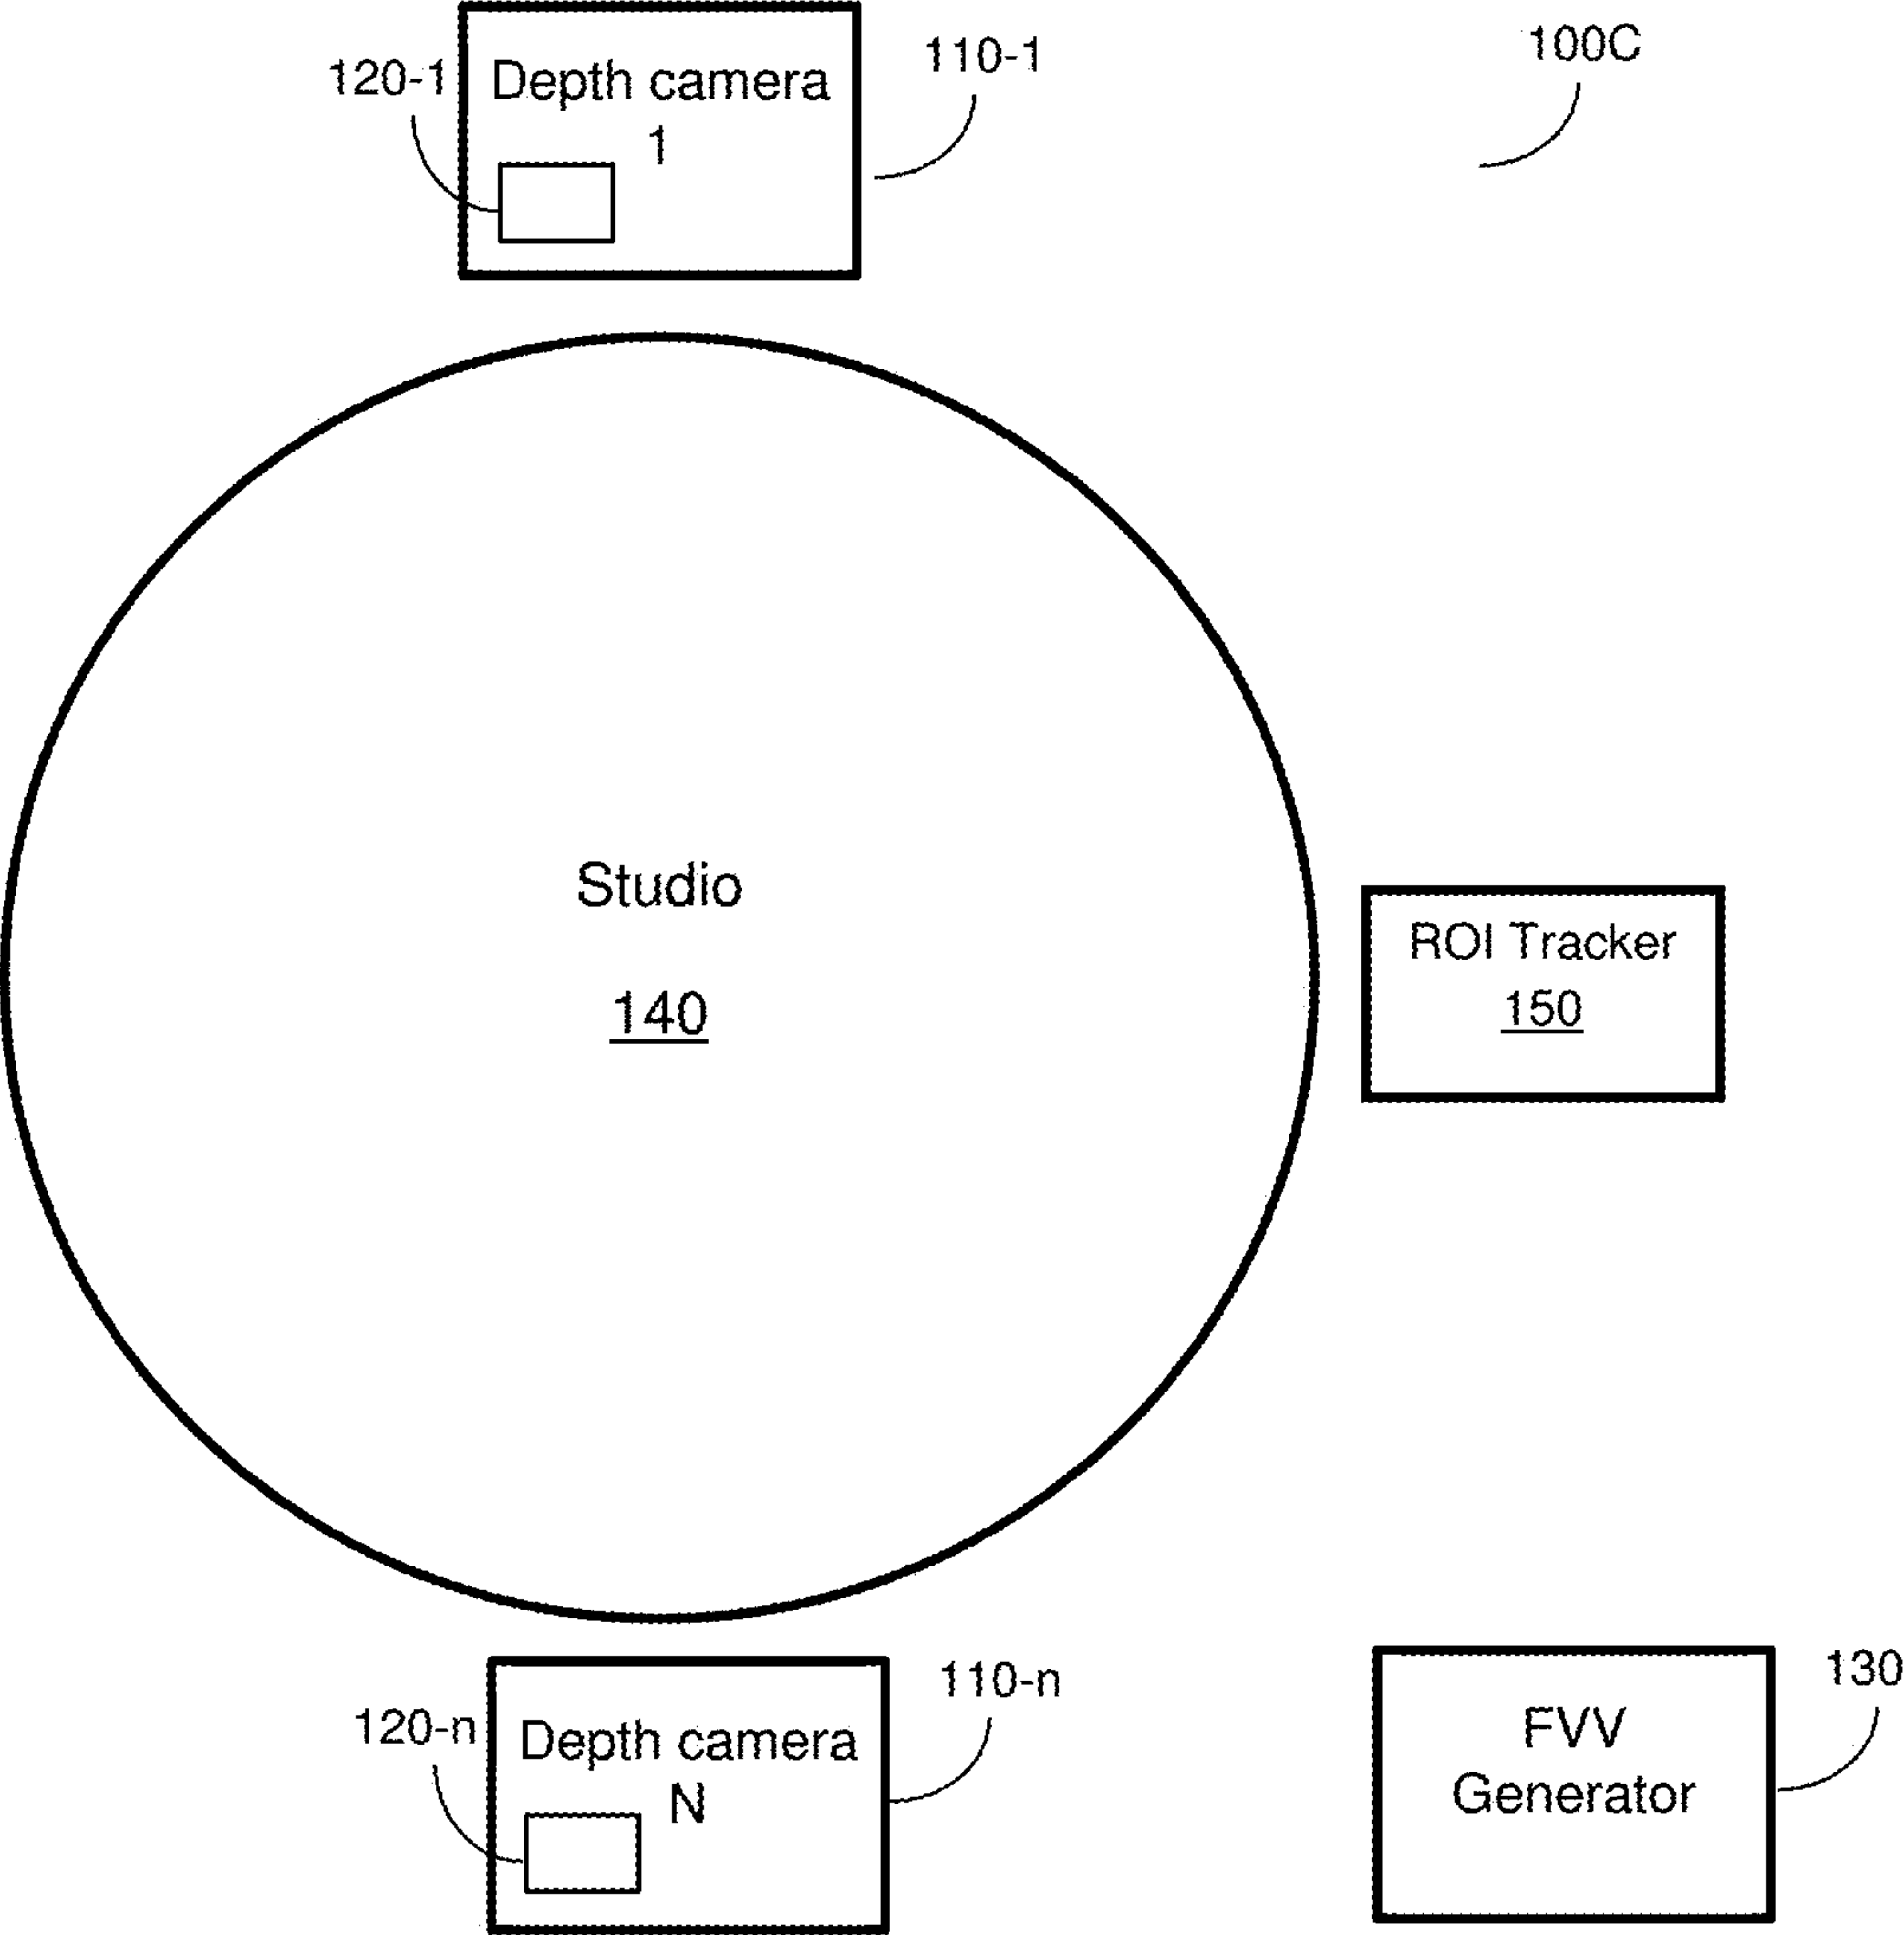 120-1
Depth camera
1
110-1
100C
Studio
140
ROI Tracker
150
120-n
Depth camera
N
110-n
FVV
Generator
130